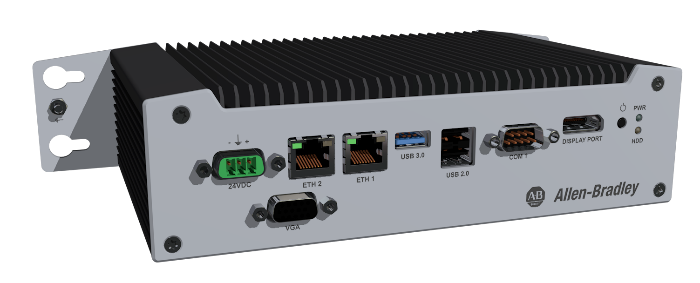 - ⏚ +
24VDC
ETH 2
ETH 1
USB 3.0
USB 2.0
COM 1
DISPLAY PORT
PWR
HDD
VGA
AB
Allen-Bradley